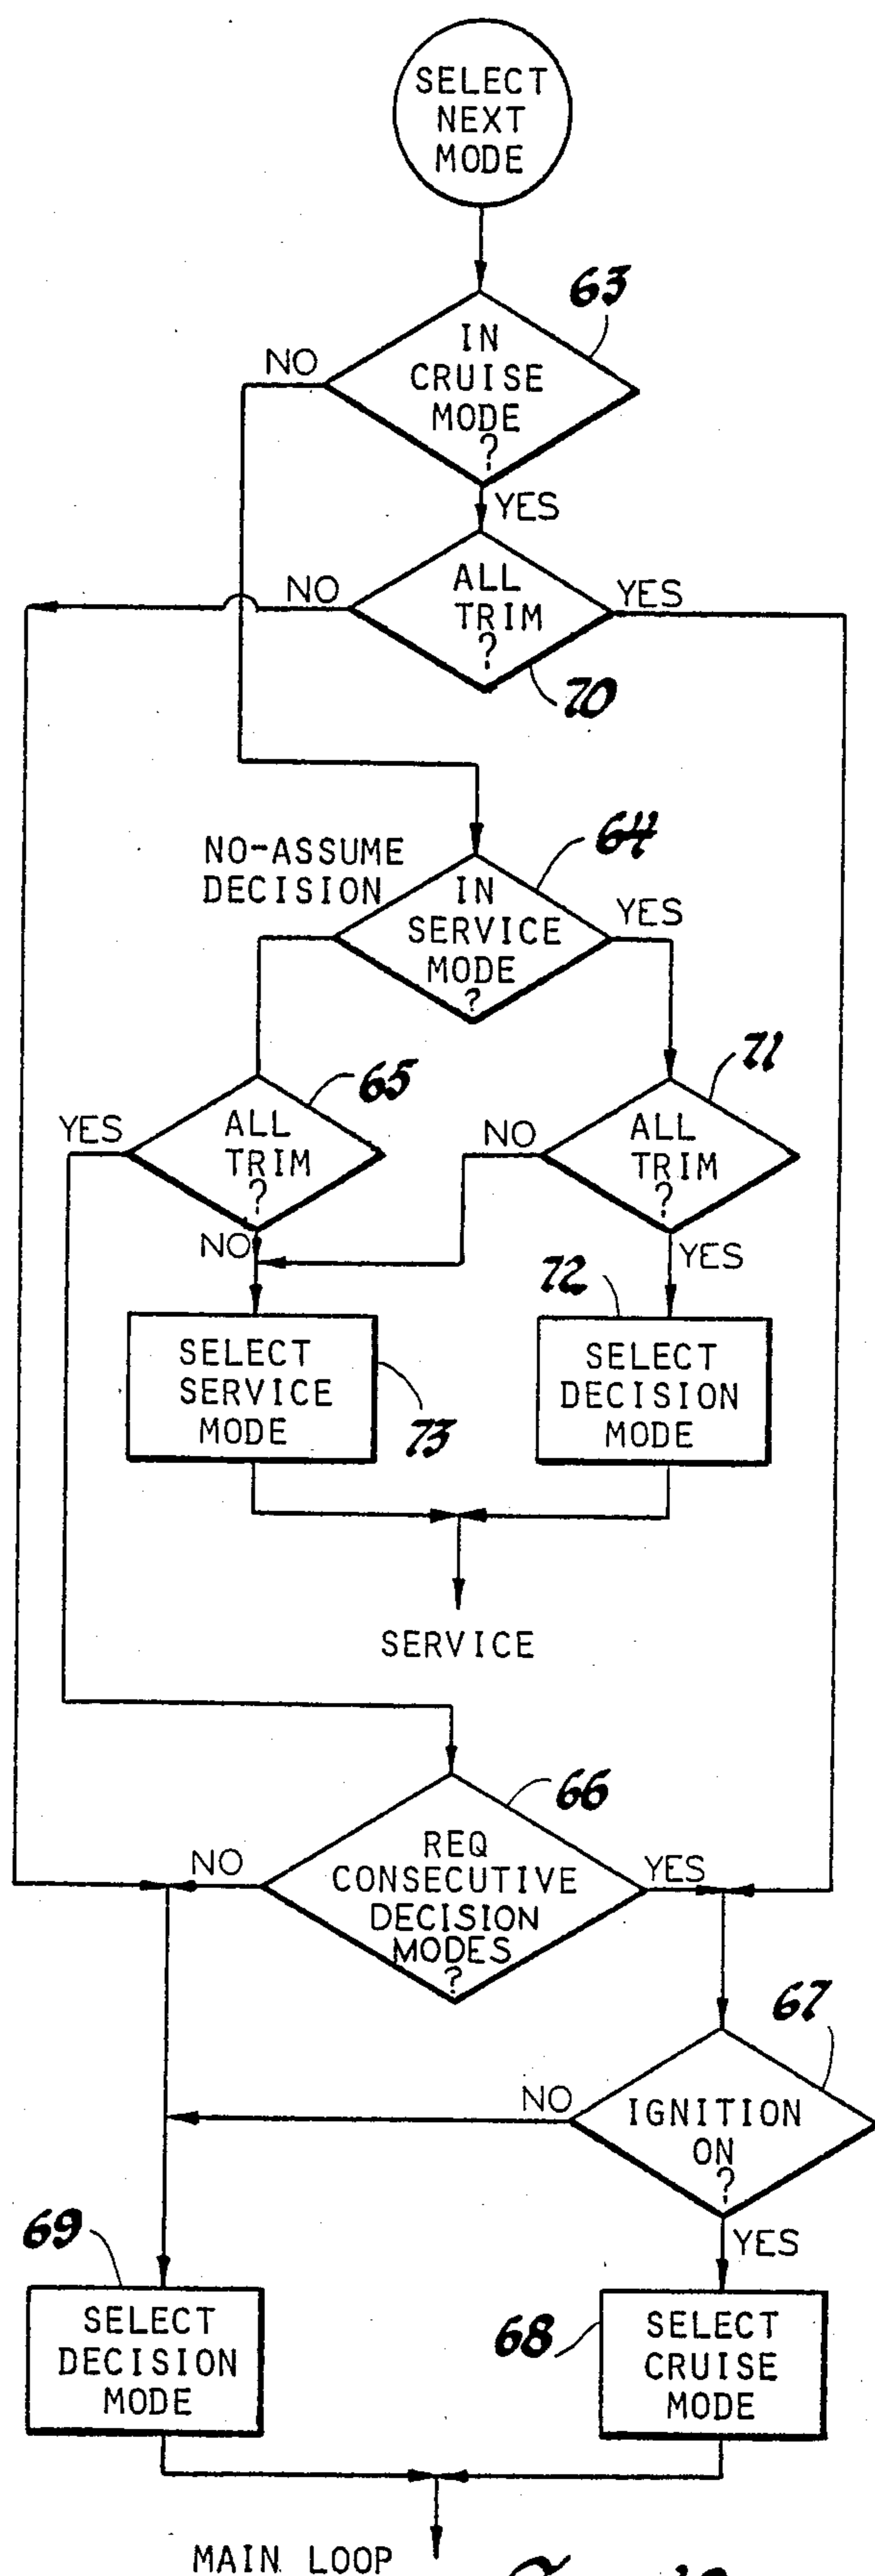 SELECT
NEXT
MODE
63
IN
CRUISE
MODE
?
NO
YES
ALL
TRIM
?
NO
YES
70
NO-ASSUME
DECISION
64
IN
SERVICE
MODE
?
YES
65
ALL
TRIM
?
YES
NO
71
ALL
TRIM
?
NO
YES
72
SELECT
SERVICE
MODE
73
SELECT
DECISION
MODE
SERVICE
66
REQ
CONSECUTIVE
DECISION
MODES
?
NO
YES
67
IGNITION
ON
?
NO
YES
69
SELECT
DECISION
MODE
68
SELECT
CRUISE
MODE
MAIN LOOP